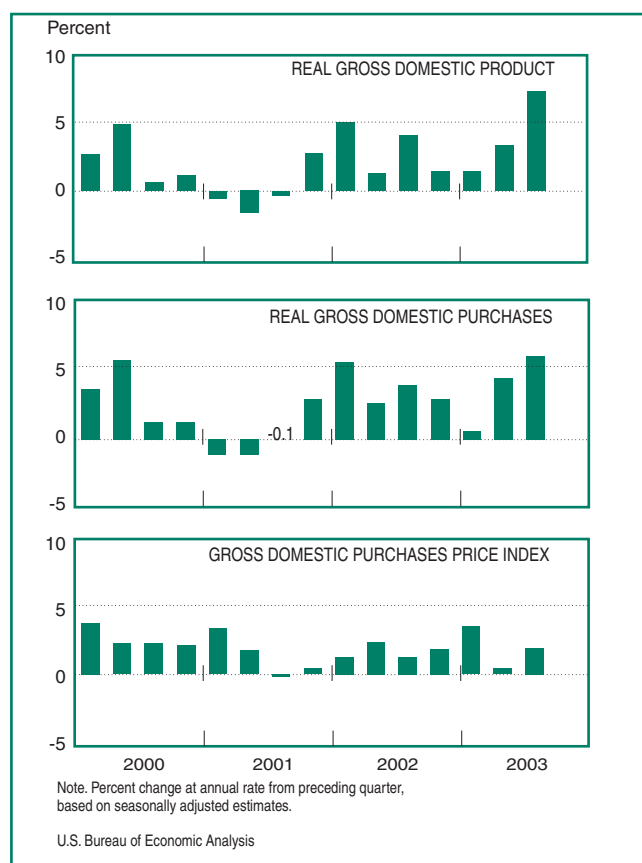 Percent
10
REAL GROSS DOMESTIC PRODUCT
5
0
-5
10
REAL GROSS DOMESTIC PURCHASES
5
0
-0.1
-5
10
GROSS DOMESTIC PURCHASES PRICE INDEX
5
0
-5
2000 2001 2002 2003
Note. Percent change at annual rate from preceding quarter,
based on seasonally adjusted estimates.
U.S. Bureau of Economic Analysis